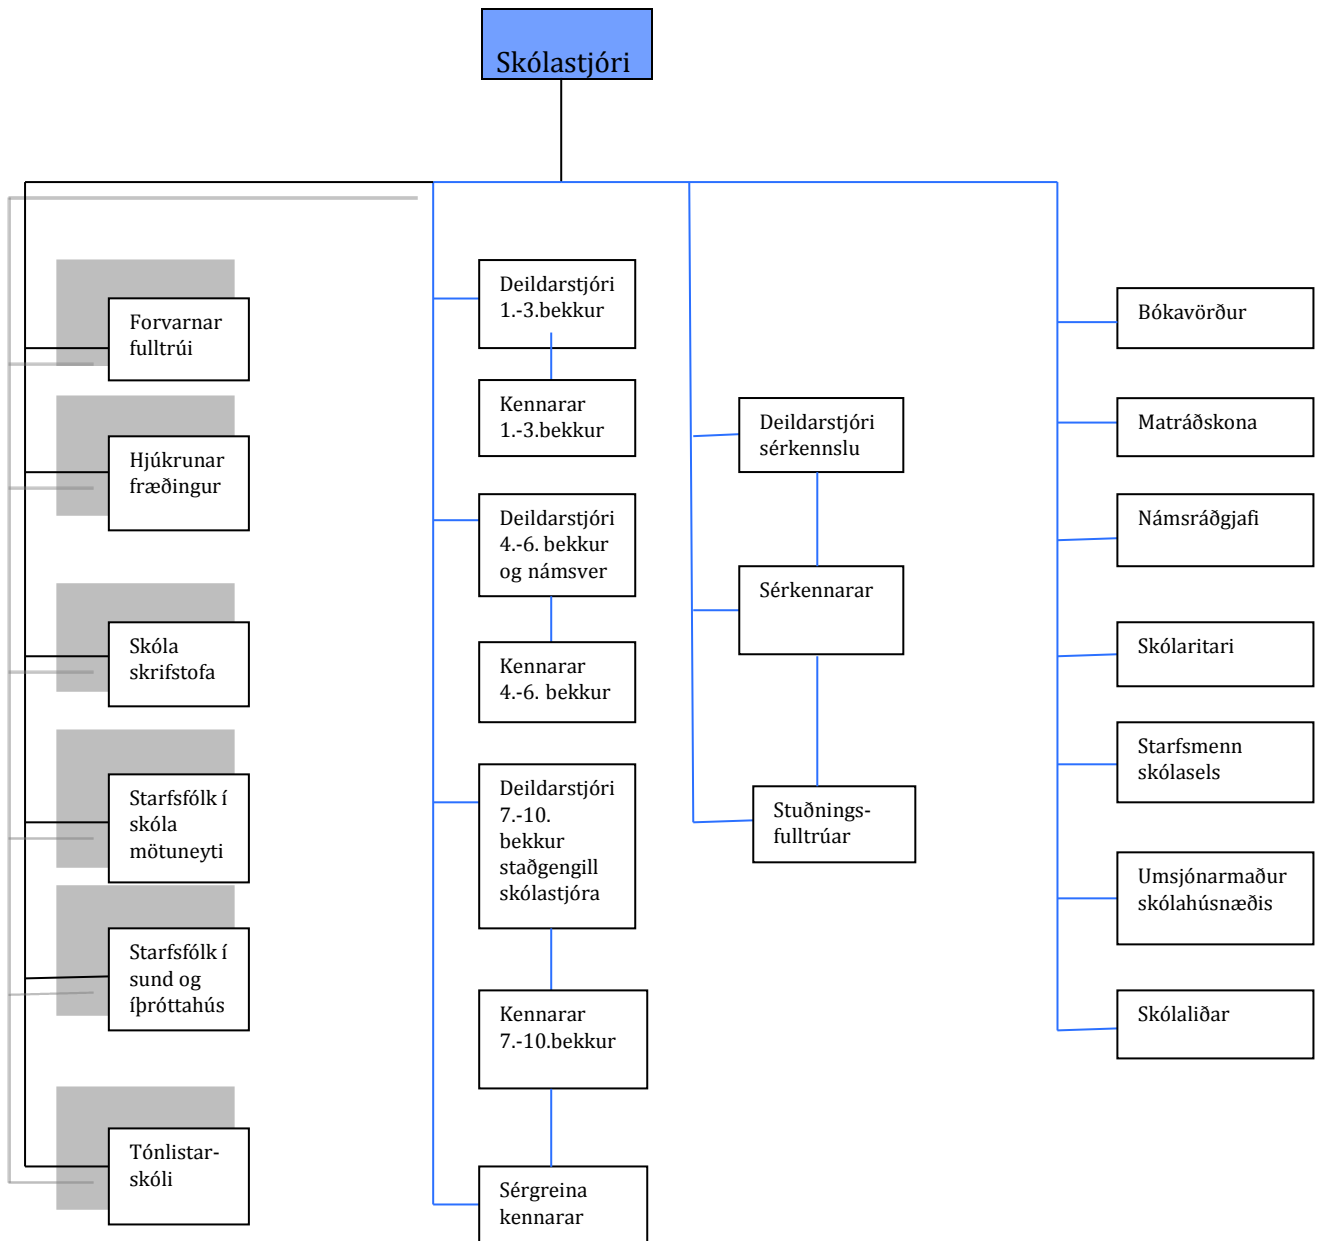 Skólastjóri
Forvarnar
fulltrúi
Hjúkrunar
fræðingur
Skóla
skrifstofa
Starfsfólk í
skóla
mötuneyti
Starfsfólk í
sund og
íþróttahús
Tónlistar-
skóli
Deildarstjóri
1.-3.bekkur
Kennarar
1.-3.bekkur
Deildarstjóri
4.-6. bekkur
og námsver
Kennarar
4.-6. bekkur
Deildarstjóri
7.-10.
bekkur
staðgengill
skólastjóra
Kennarar
7.-10.bekkur
Sérgreina
kennarar
Deildarstjóri
sérkennslu
Sérkennarar
Stuðnings-
fulltrúar
Bókavörður
Matráðskona
Námsráðgjafi
Skólaritari
Starfsmenn
skólasels
Umsjónarmaður
skólahúsnæðis
Skólaliðar